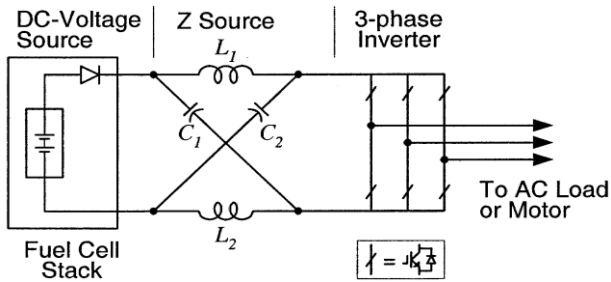 DC-Voltage
Source
Z Source
3-phase
Inverter
L1
C1
C2
L2
To AC Load
or Motor
Fuel Cell
Stack
=